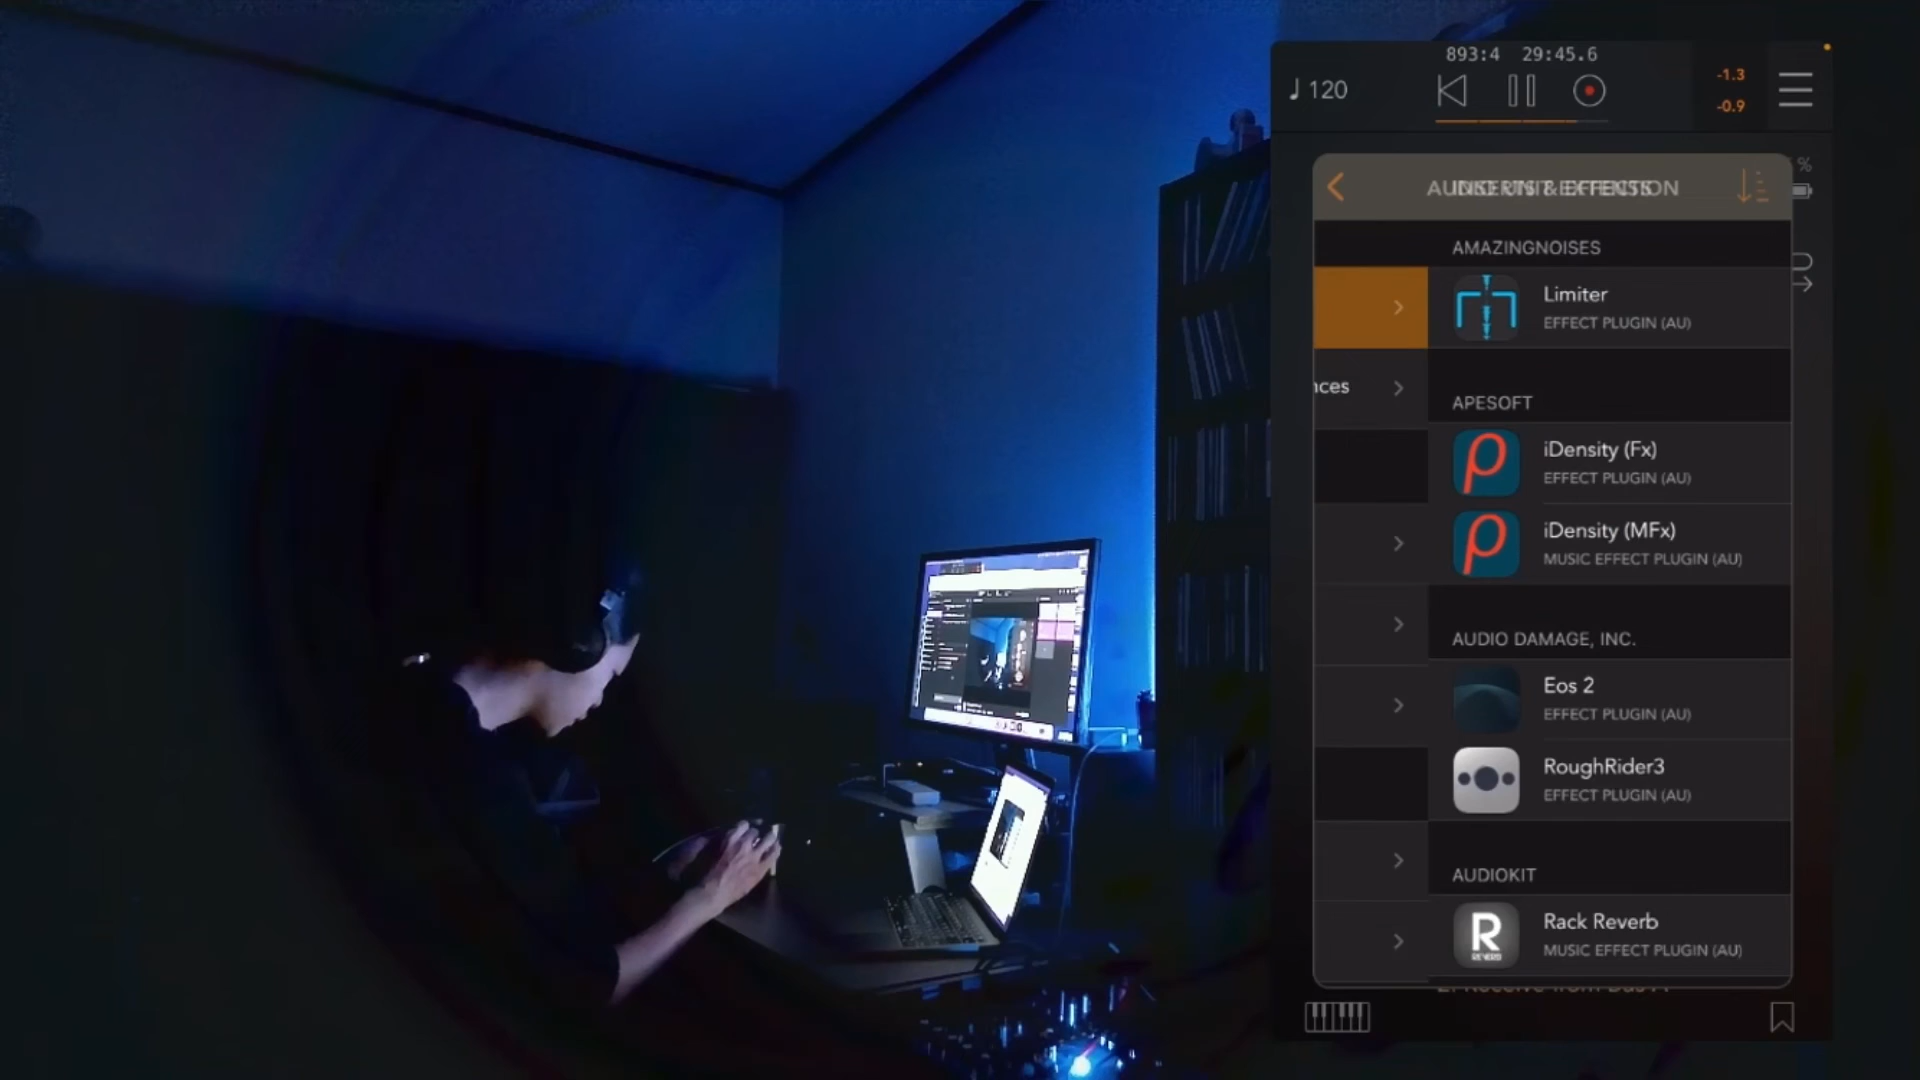 893:4 29:45.6
120
-1.3
-0.9
%
AMAZINGNOISES
Limiter
EFFECT PLUGIN (AU)
nces
APESOFT
iDensity (Fx)
EFFECT PLUGIN (AU)
iDensity (MFx)
MUSIC EFFECT PLUGIN (AU)
AUDIO DAMAGE, INC.
Eos 2
EFFECT PLUGIN (AU)
RoughRider3
EFFECT PLUGIN (AU)
AUDIOKIT
R
REVERB
Rack Reverb
MUSIC EFFECT PLUGIN (AU)